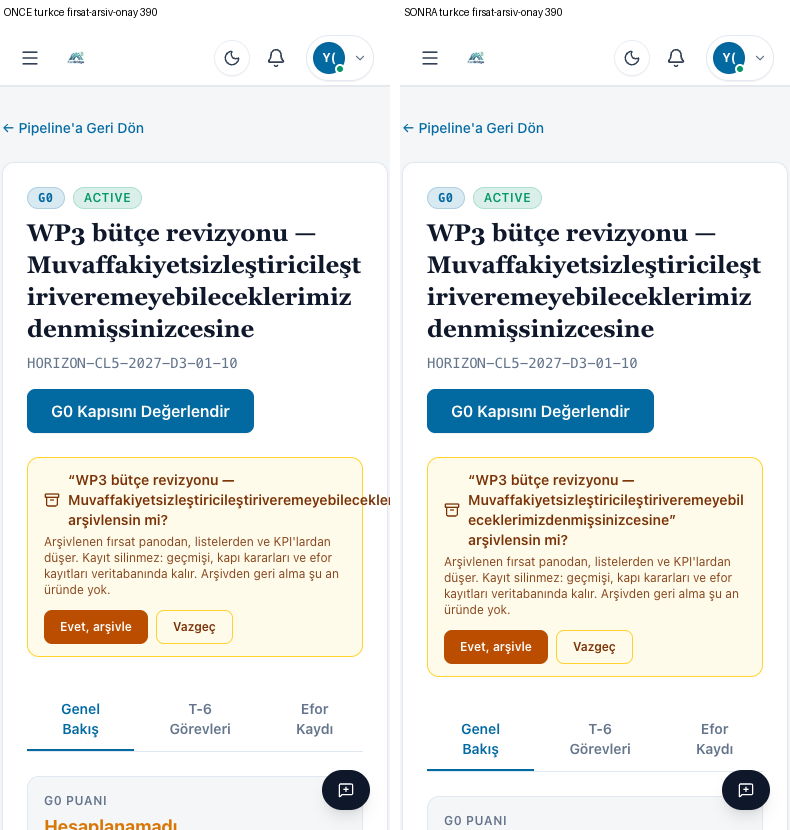 ONCE turkce firsat-arsiv-onay 390
Y(
← Pipeline'a Geri Dön
G0 ACTIVE
WP3 bütçe revizyonu —
Muvaffakiyetsizleştiricileşt
iriveremeyebileceklerimiz
denmişsinizcesine
HORIZON-CL5-2027-D3-01-10
G0 Kapısını Değerlendir
“WP3 bütçe revizyonu —
Muvaffakiyetsizleştiricileştiriveremeyebilecekler
arşivlensin mi?
Arşivlenen fırsat panodan, listelerden ve KPI'lardan
düşer. Kayıt silinmez: geçmişi, kapı kararları ve efor
kayıtları veritabanında kalır. Arşivden geri alma şu an
üründe yok.
Evet, arşivle Vazgeç
Genel Bakış
T-6 Görevleri
Efor Kaydı
G0 PUANI
Hesaplanamadı
SONRA turkce firsat-arsiv-onay 390
Y(
← Pipeline'a Geri Dön
G0 ACTIVE
WP3 bütçe revizyonu —
Muvaffakiyetsizleştiricileşt
iriveremeyebileceklerimiz
denmişsinizcesine
HORIZON-CL5-2027-D3-01-10
G0 Kapısını Değerlendir
“WP3 bütçe revizyonu —
Muvaffakiyetsizleştiricileştiriveremeyebil
eceklerimizdenmişsinizcesine”
arşivlensin mi?
Arşivlenen fırsat panodan, listelerden ve KPI'lardan
düşer. Kayıt silinmez: geçmişi, kapı kararları ve efor
kayıtları veritabanında kalır. Arşivden geri alma şu an
üründe yok.
Evet, arşivle Vazgeç
Genel Bakış
T-6 Görevleri
Efor Kaydı
G0 PUANI